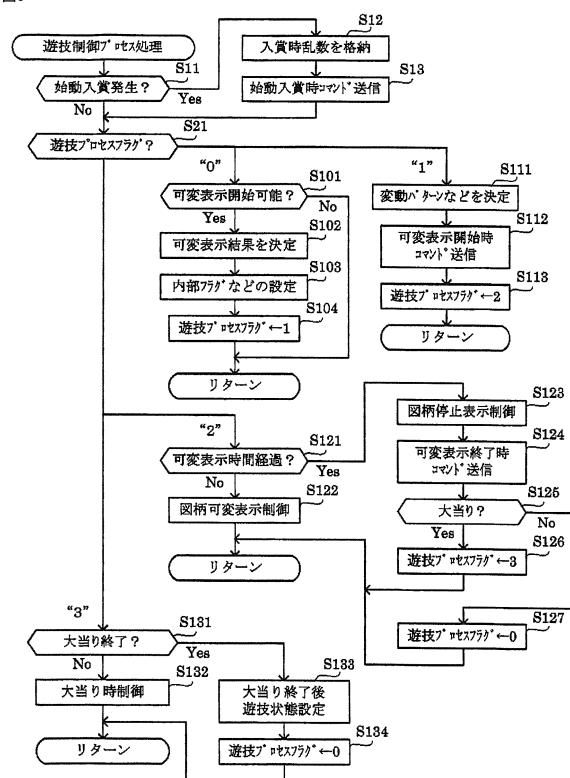 遊技制御プロセス処理
S11
始動入賞発生？
Yes
No
S12
入賞時乱数を格納
S13
始動入賞時コマンド送信
S21
遊技プロセスフラグ？
“0”
S101
可変表示開始可能？
No
Yes
S102
可変表示結果を決定
S103
内部フラグなどの設定
S104
遊技プロセスフラグ←1
リターン
“1”
S111
変動パターンなどを決定
S112
可変表示開始時
コマンド送信
S113
遊技プロセスフラグ←2
リターン
“2”
S121
可変表示時間経過？
Yes
No
S122
図柄可変表示制御
リターン
S123
図柄停止表示制御
S124
可変表示終了時
コマンド送信
S125
大当り？
No
Yes
S126
遊技プロセスフラグ←3
S127
遊技プロセスフラグ←0
“3”
S131
大当り終了？
Yes
No
S132
大当り時制御
リターン
S133
大当り終了後
遊技状態設定
S134
遊技プロセスフラグ←0